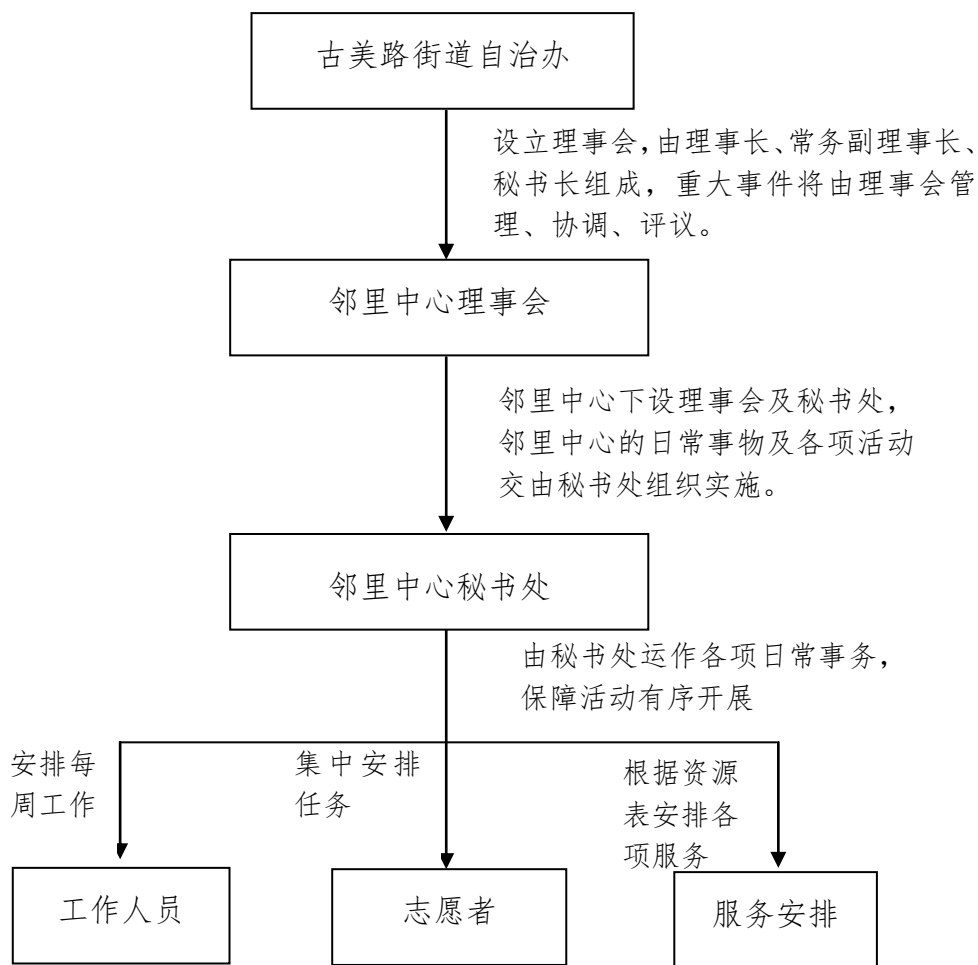 古美路街道自治办
设立理事会，由理事长、常务副理事长、
秘书长组成，重大事件将由理事会管
理、协调、评议。
邻里中心理事会
邻里中心下设理事会及秘书处，
邻里中心的日常事物及各项活动
交由秘书处组织实施。
邻里中心秘书处
由秘书处运作各项日常事务，
保障活动有序开展
安排每
周工作
集中安排
任务
根据资源
表安排各
项服务
工作人员
志愿者
服务安排